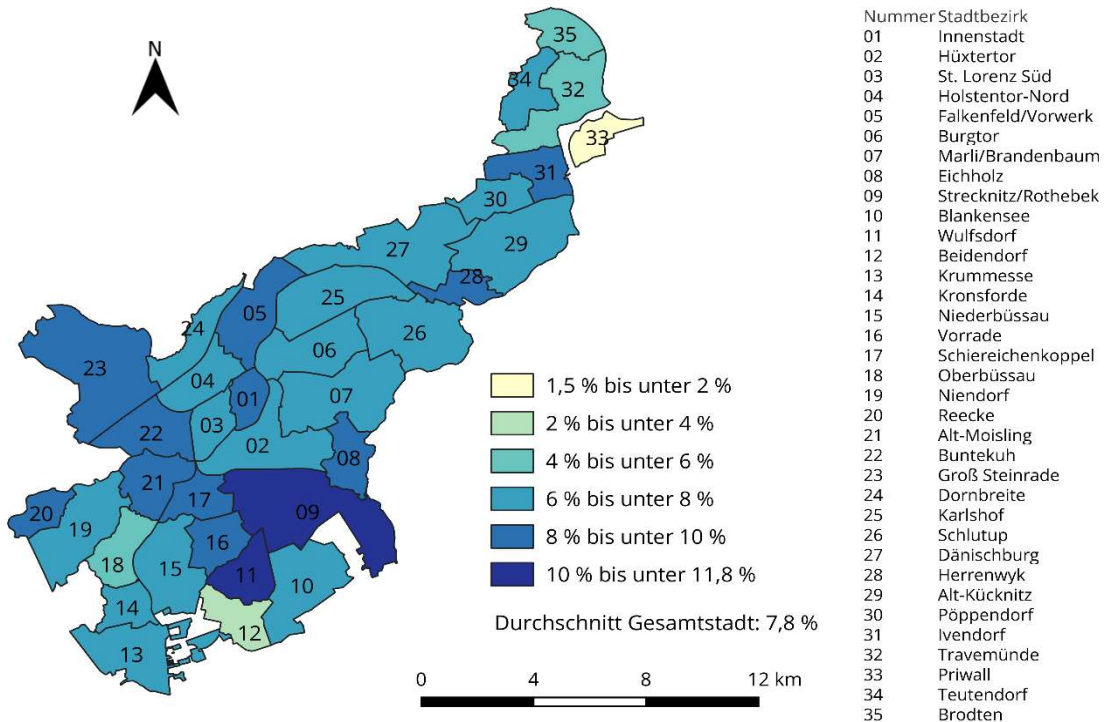 N
35
34
32
33
31
30
29
27
28
25
05
24
26
06
23
04
07
01
03
02
22
08
21
17
09
20
19
16
18
15
11
10
14
12
13
1,5 % bis unter 2 %
2 % bis unter 4 %
4 % bis unter 6 %
6 % bis unter 8 %
8 % bis unter 10 %
10 % bis unter 11,8 %
Durchschnitt Gesamtstadt: 7,8 %
0 4 8 12 km
Nummer Stadtbezirk
01 Innenstadt
02 Hüxtertor
03 St. Lorenz Süd
04 Holstentor-Nord
05 Falkenfeld/Vorwerk
06 Burgtor
07 Marli/Brandenbaum
08 Eichholz
09 Strecknitz/Rothebek
10 Blankensee
11 Wulfsdorf
12 Beidendorf
13 Krummesse
14 Kronsforde
15 Niederbüssau
16 Vorrade
17 Schiereichenkoppel
18 Oberbüssau
19 Niendorf
20 Reecke
21 Alt-Moisling
22 Buntekuh
23 Groß Steinrade
24 Dornbreite
25 Karlshof
26 Schlutup
27 Dänischburg
28 Herrenwyk
29 Alt-Kücknitz
30 Pöppendorf
31 Ivendorf
32 Travemünde
33 Priwall
34 Teutendorf
35 Brodten